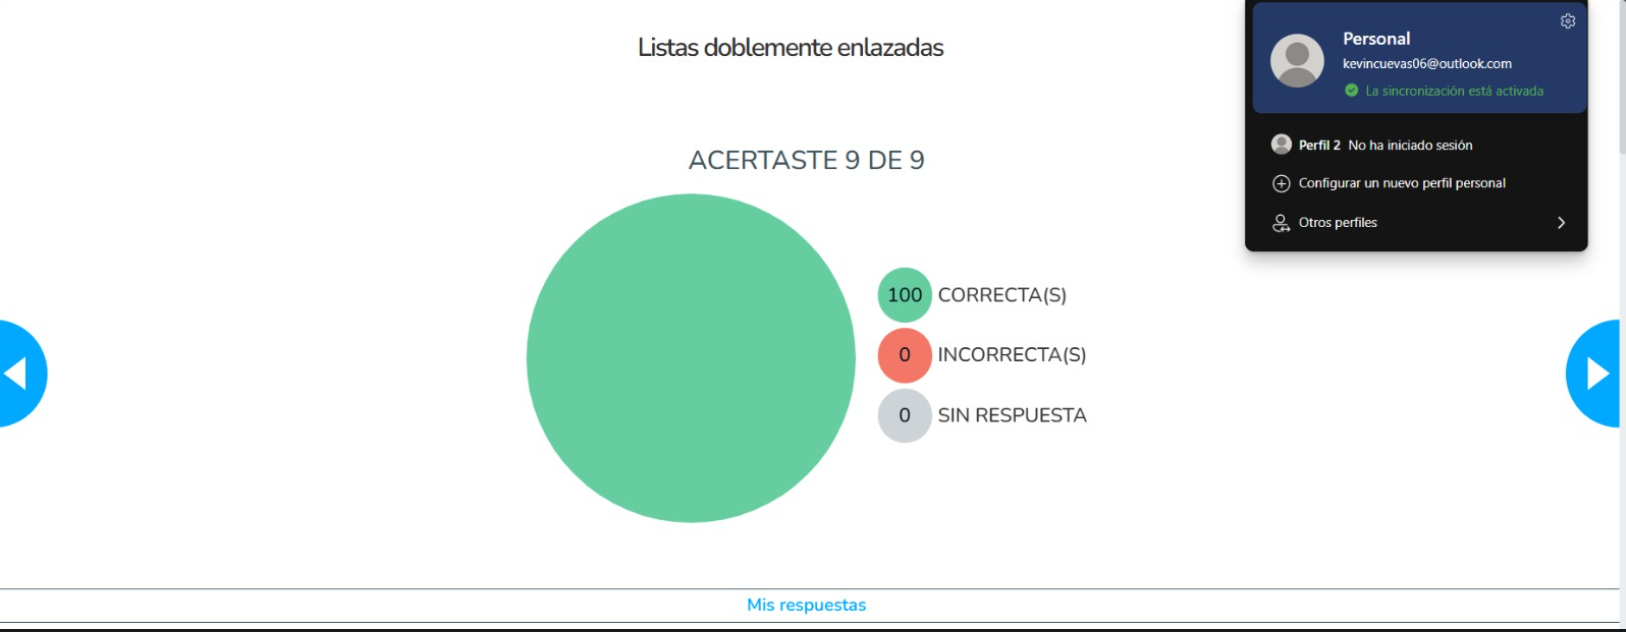 Listas doblemente enlazadas
ACERTASTE 9 DE 9
100 CORRECTA(S)
0 INCORRECTA(S)
0 SIN RESPUESTA
Mis respuestas
Personal
kevincuevas06@outlook.com
La sincronización está activada
Perfil 2 No ha iniciado sesión
Configurar un nuevo perfil personal
Otros perfiles